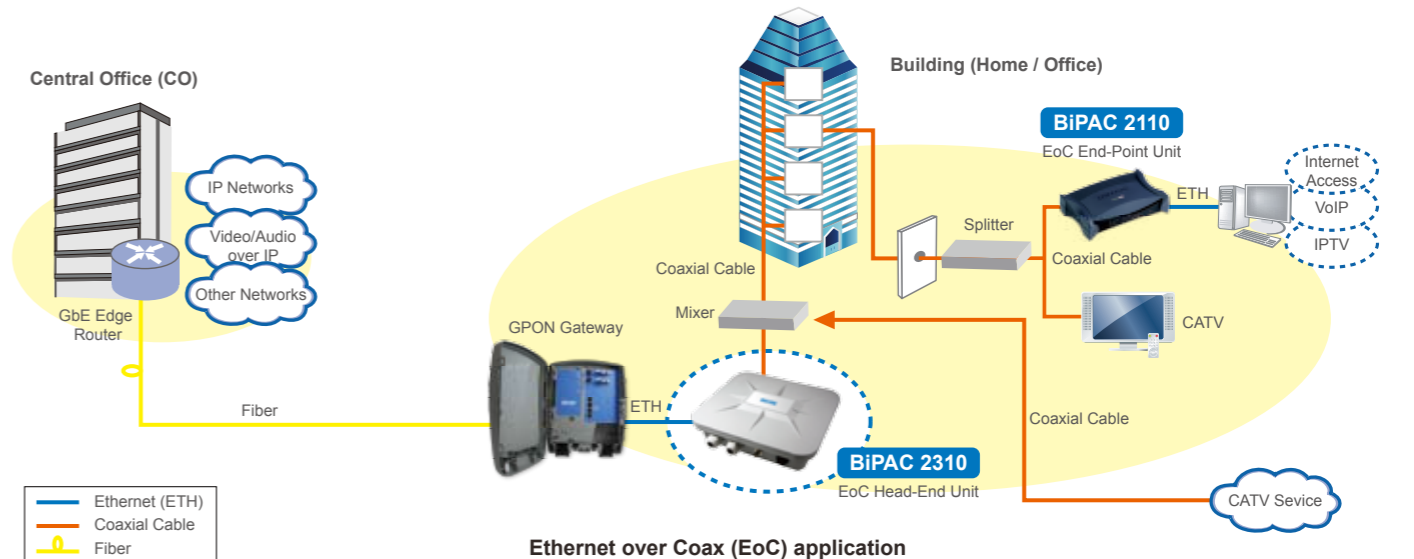 Central Office (CO)
IP Networks
Video/Audio
over IP
Other Networks
GbE Edge
Router
Fiber
GPON Gateway
ETH
BiPAC 2310
EoC Head-End Unit
Mixer
Coaxial Cable
Building (Home / Office)
BiPAC 2110
EoC End-Point Unit
Splitter
Coaxial Cable
ETH
Internet
Access
VoIP
IPTV
CATV
Coaxial Cable
CATV Sevice
Ethernet (ETH)
Coaxial Cable
Fiber
Ethernet over Coax (EoC) application